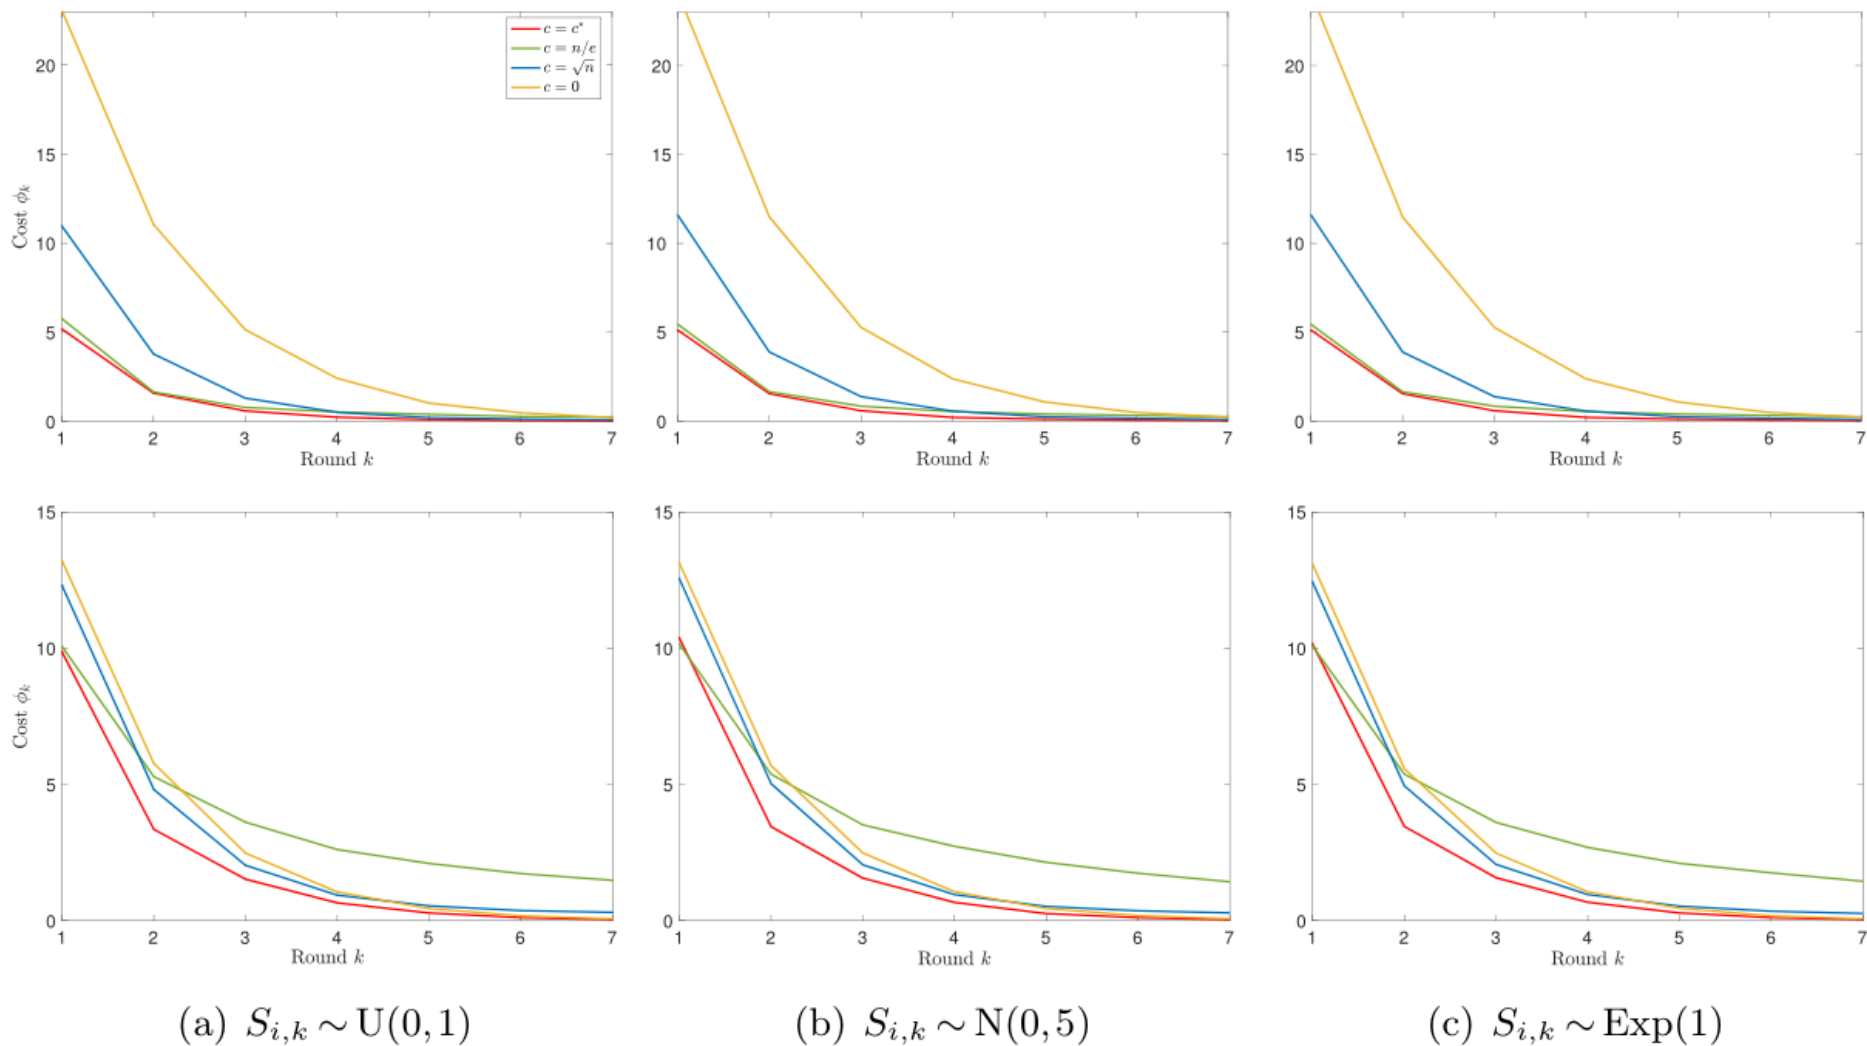 20
15
10
5
0
Cost ϕₖ
c = c*
c = n/e
c = √n
c = 0
1 2 3 4 5 6 7
Round k
20
15
10
5
0
1 2 3 4 5 6 7
Round k
20
15
10
5
0
1 2 3 4 5 6 7
Round k
15
10
5
0
Cost ϕₖ
1 2 3 4 5 6 7
Round k
15
10
5
0
1 2 3 4 5 6 7
Round k
15
10
5
0
1 2 3 4 5 6 7
Round k
(a) S_{i,k} ~ U(0, 1)
(b) S_{i,k} ~ N(0, 5)
(c) S_{i,k} ~ Exp(1)